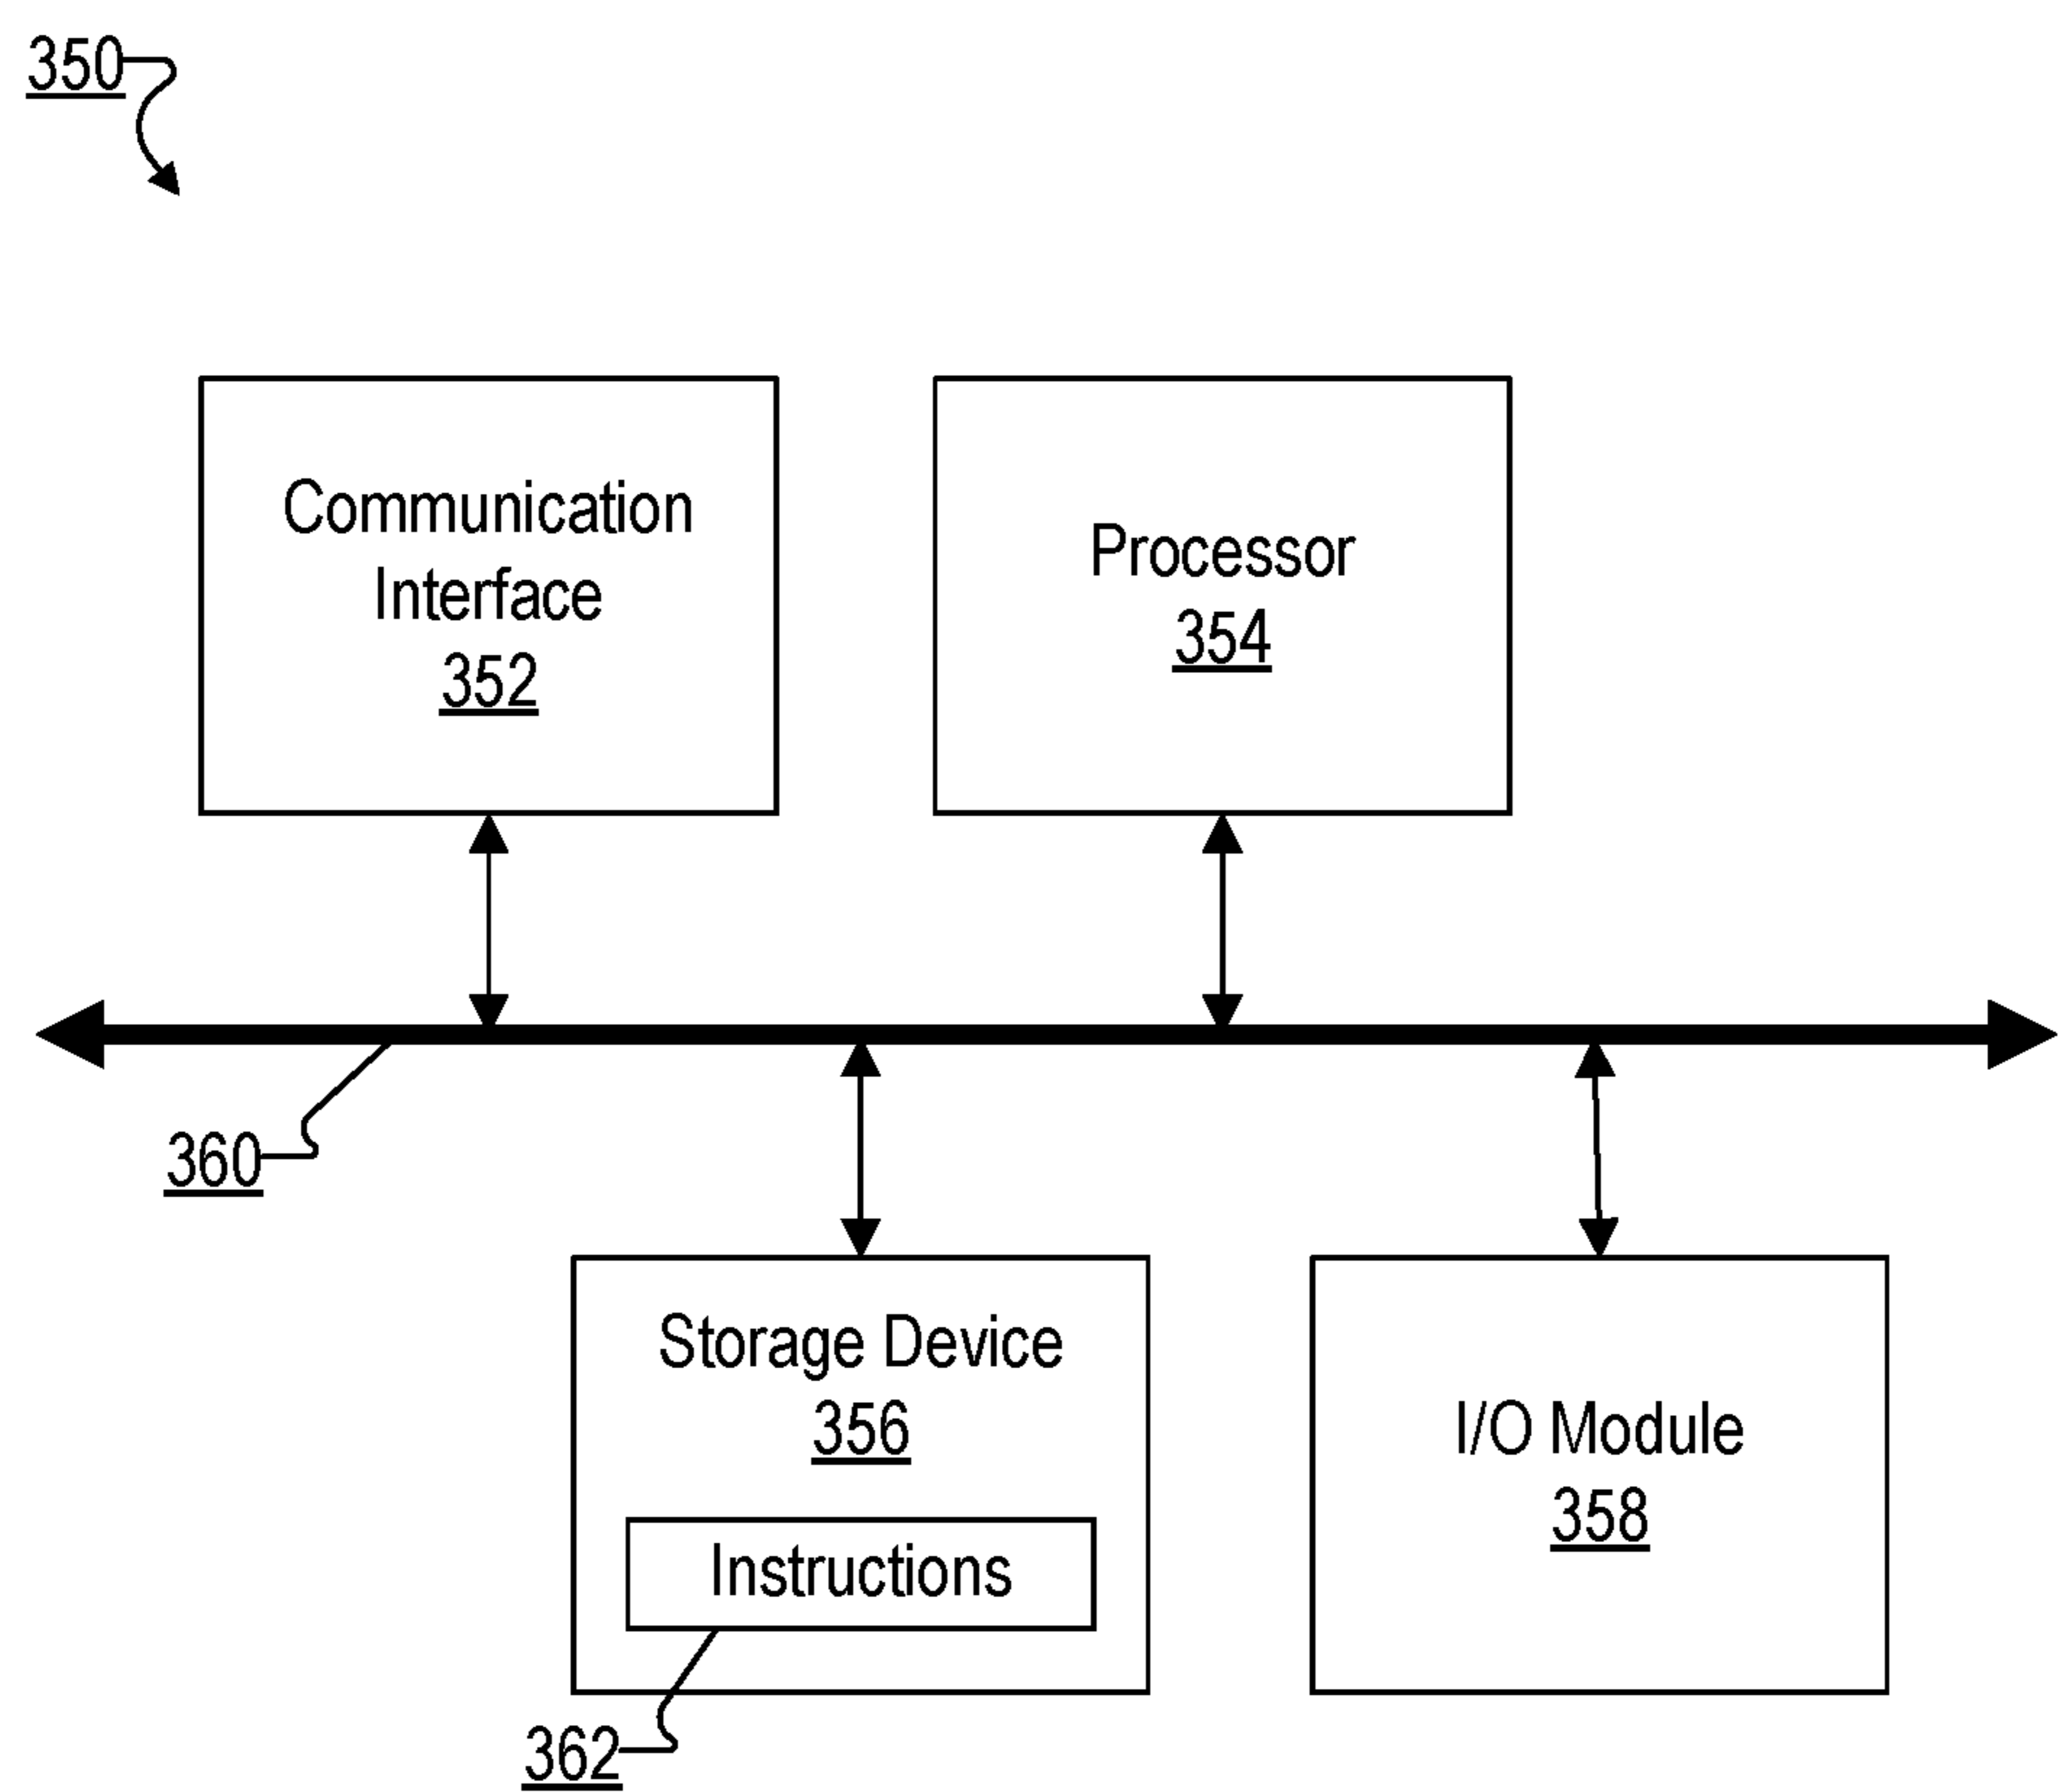 350
Communication
Interface
352
Processor
354
360
Storage Device
356
Instructions
362
I/O Module
358